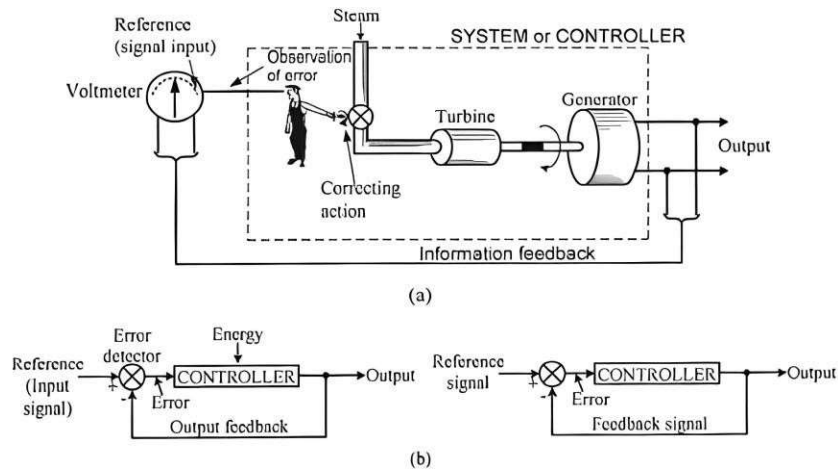 Steam
Reference
(signal input)
SYSTEM or CONTROLLER
Observation
of error
Voltmeter
Generator
Turbine
Output
Correcting
action
Information feedback
(a)
Error
detector
Energy
Reference
(Input
signal)
+
-
Error
CONTROLLER
Output
Output feedback
Reference
signal
+
-
Error
CONTROLLER
Output
Feedback signal
(b)